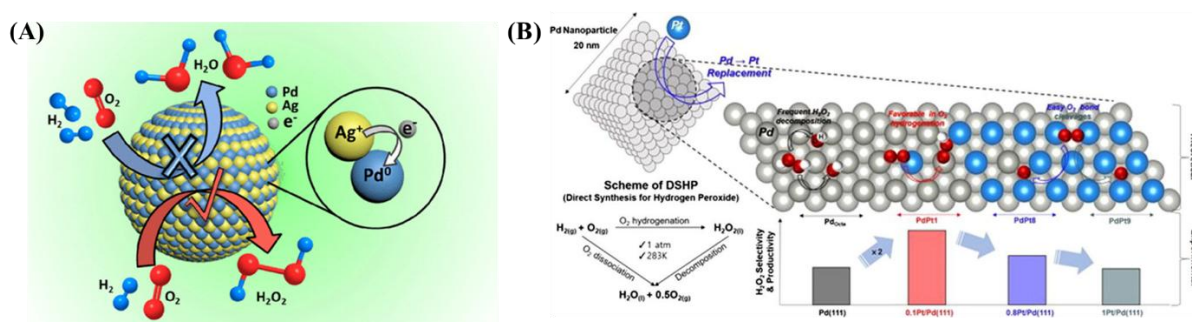 (A)
H₂O
O₂
H₂
Pd
Ag
e⁻
Ag⁺
e⁻
Pd⁰
H₂
O₂
H₂O₂
(B)
Pd Nanoparticle
20 nm
Pt
Pd → Pt
Replacement
Pd
Frequent H₂O₂
decomposition
Favorable in O₂
hydrogenation
Easy O₂ bond
cleavages
H
Scheme of DSHP
(Direct Synthesis for Hydrogen Peroxide)
O₂ hydrogenation
H₂(g) + O₂(g)
H₂O₂(l)
✓1 atm
✓283K
O₂ dissociation
Decomposition
H₂O(l) + 0.5O₂(g)
PdOcta
PdPt1
PdPt8
PdPt9
H₂O₂ Selectivity
& Productivity
×2
Pd(111)
0.1Pt/Pd(111)
0.8Pt/Pd(111)
1Pt/Pd(111)